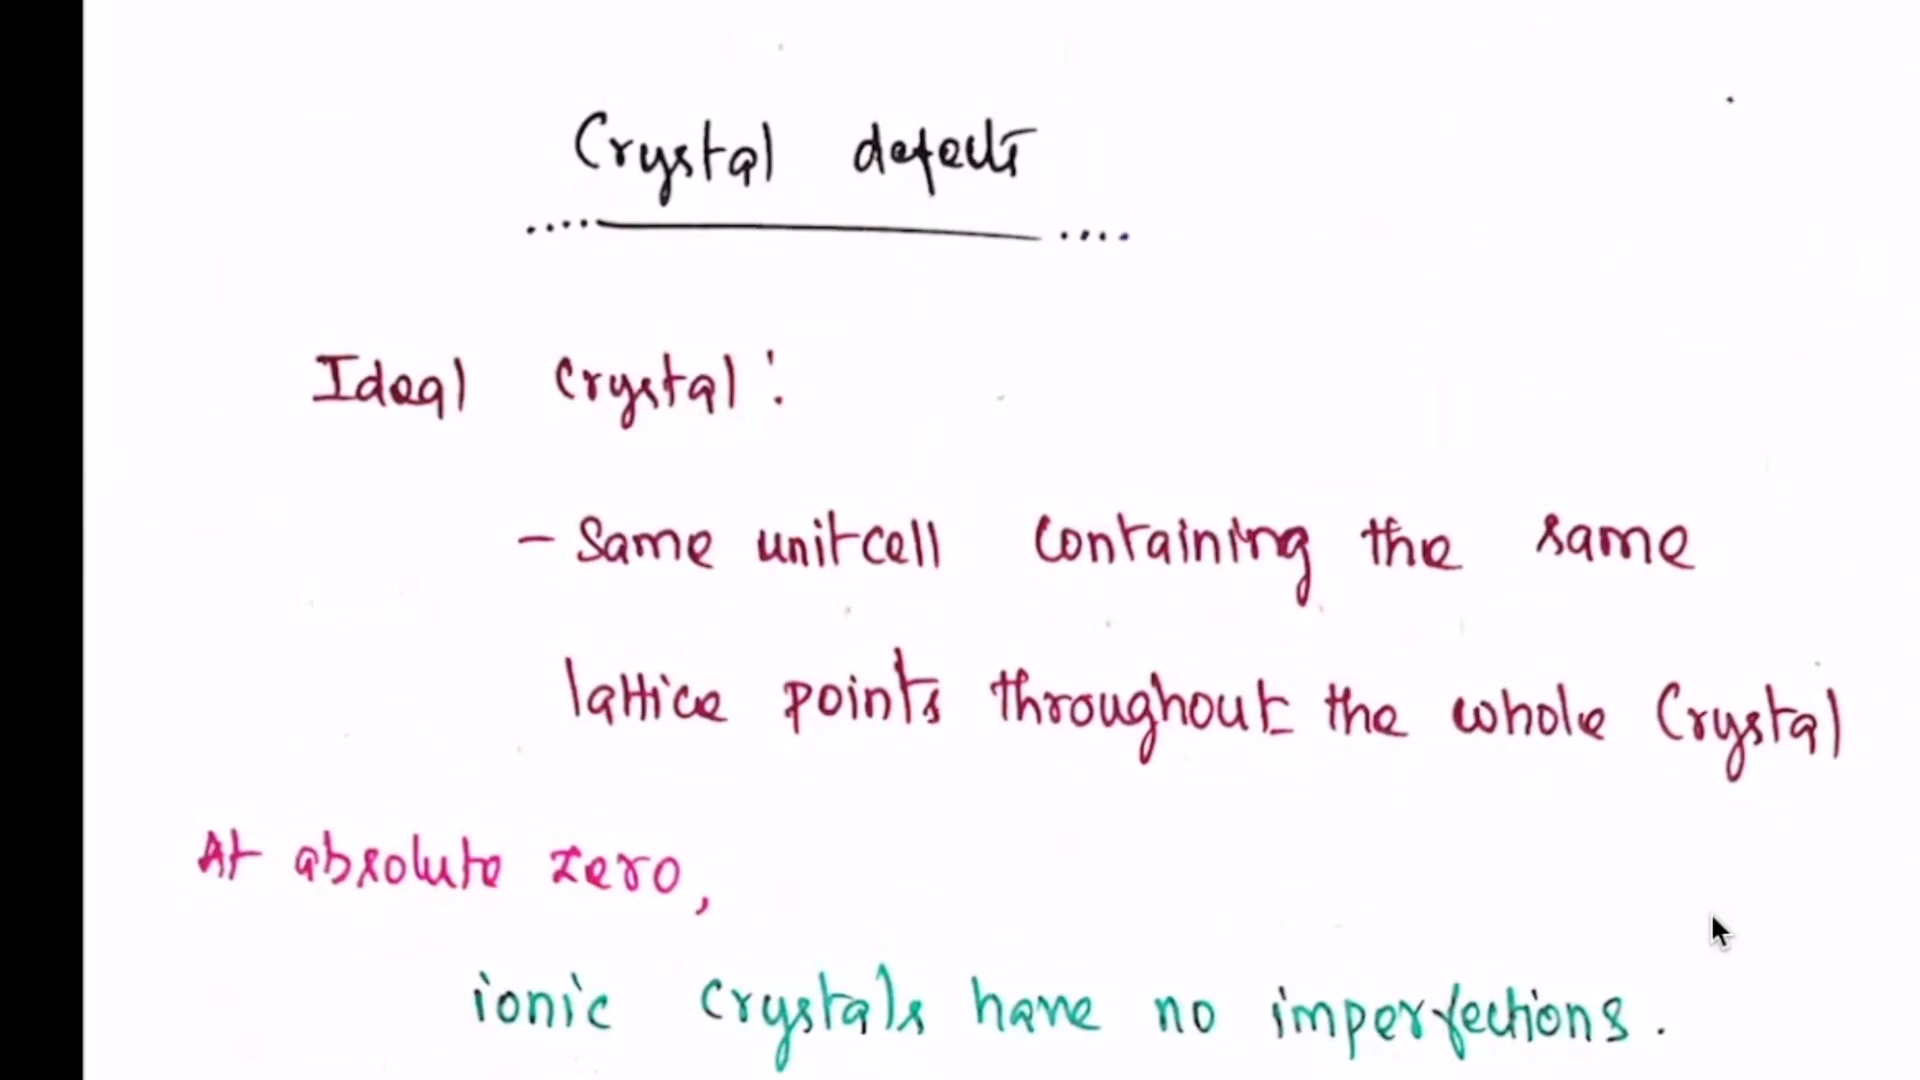 Crystal defects
Ideal Crystal:
- Same unitcell containing the same
lattice points throughout the whole Crystal
At absolute zero,
ionic Crystals have no imperfections.